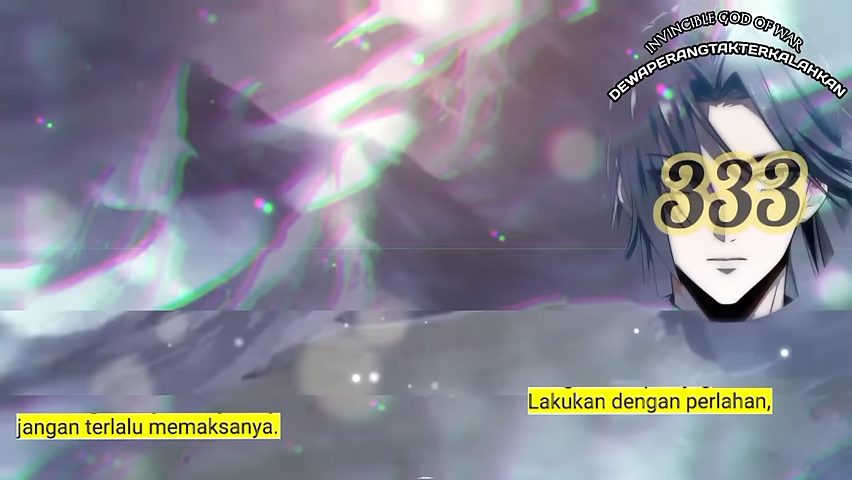 INVINCIBLE GOD OF WAR
DEWAPERANGTAKTERKALAHKAN
333
Lakukan dengan perlahan,
jangan terlalu memaksanya.